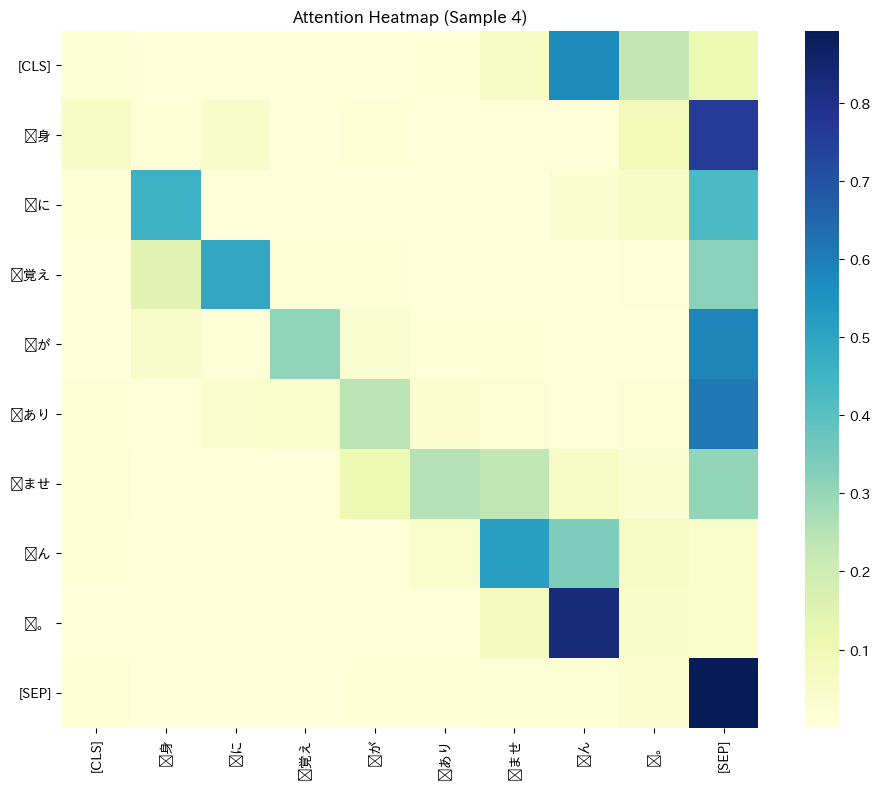 Attention Heatmap (Sample 4)
[CLS]
身
に
覚え
が
あり
ませ
ん
。
[SEP]
[CLS]
身
に
覚え
が
あり
ませ
ん
。
[SEP]
0.8
0.7
0.6
0.5
0.4
0.3
0.2
0.1